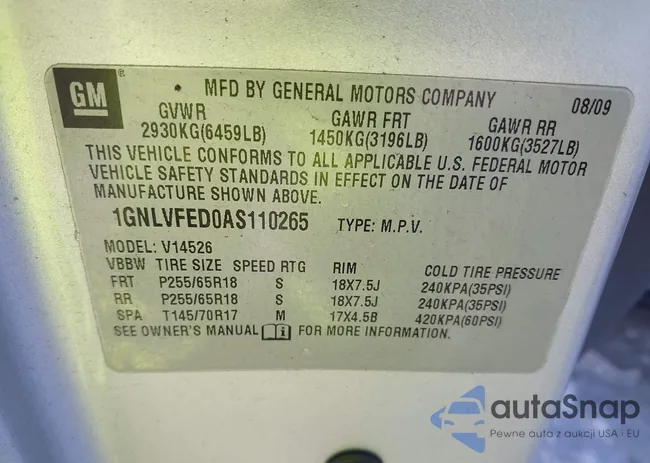 GM
MFD BY GENERAL MOTORS COMPANY 08/09
GVWR GAWR FRT GAWR RR
2930KG(6459LB) 1450KG(3196LB) 1600KG(3527LB)
THIS VEHICLE CONFORMS TO ALL APPLICABLE U.S. FEDERAL MOTOR
VEHICLE SAFETY STANDARDS IN EFFECT ON THE DATE OF
MANUFACTURE SHOWN ABOVE.
1GNLVFED0AS110265 TYPE: M.P.V.
MODEL: V14526
VBBW TIRE SIZE SPEED RTG RIM COLD TIRE PRESSURE
FRT P255/65R18 S 18X7.5J 240KPA(35PSI)
RR P255/65R18 S 18X7.5J 240KPA(35PSI)
SPA T145/70R17 M 17X4.5B 420KPA(60PSI)
SEE OWNER'S MANUAL FOR MORE INFORMATION.
autaSnap
Pewne auta z aukcji USA i EU